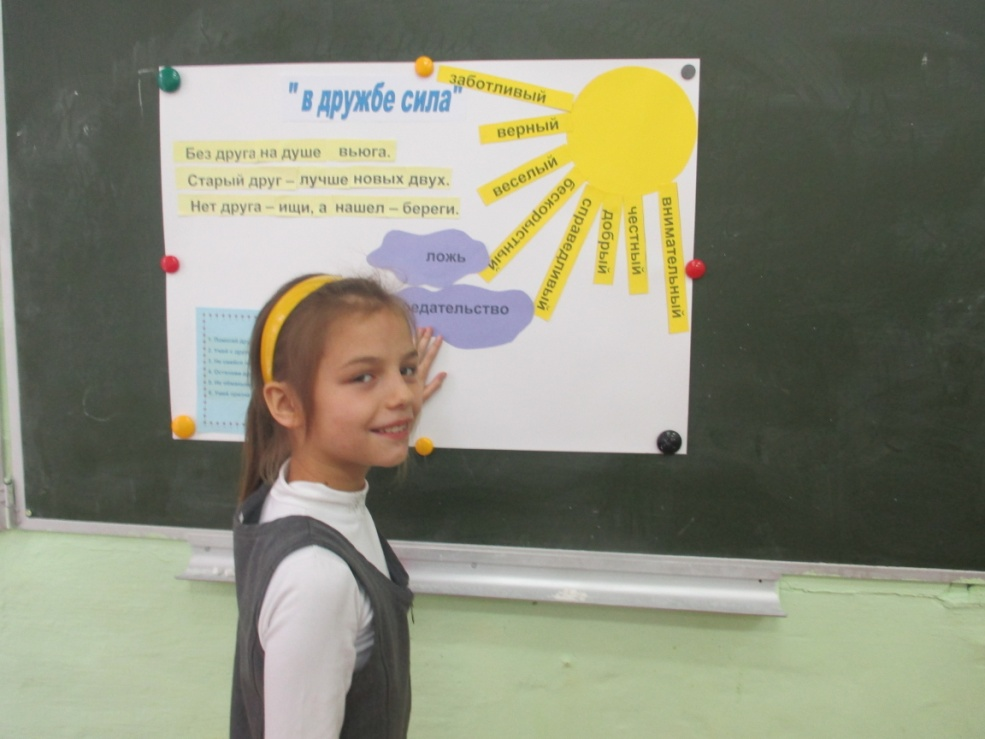 "в дружбе сила"
Без друга на душе вьюга.
Старый друг – лучше новых двух.
Нет друга – ищи, а нашел – береги.
заботливый
верный
веселый
бескорыстный
справедливый
добрый
честный
внимательный
ложь
едательство